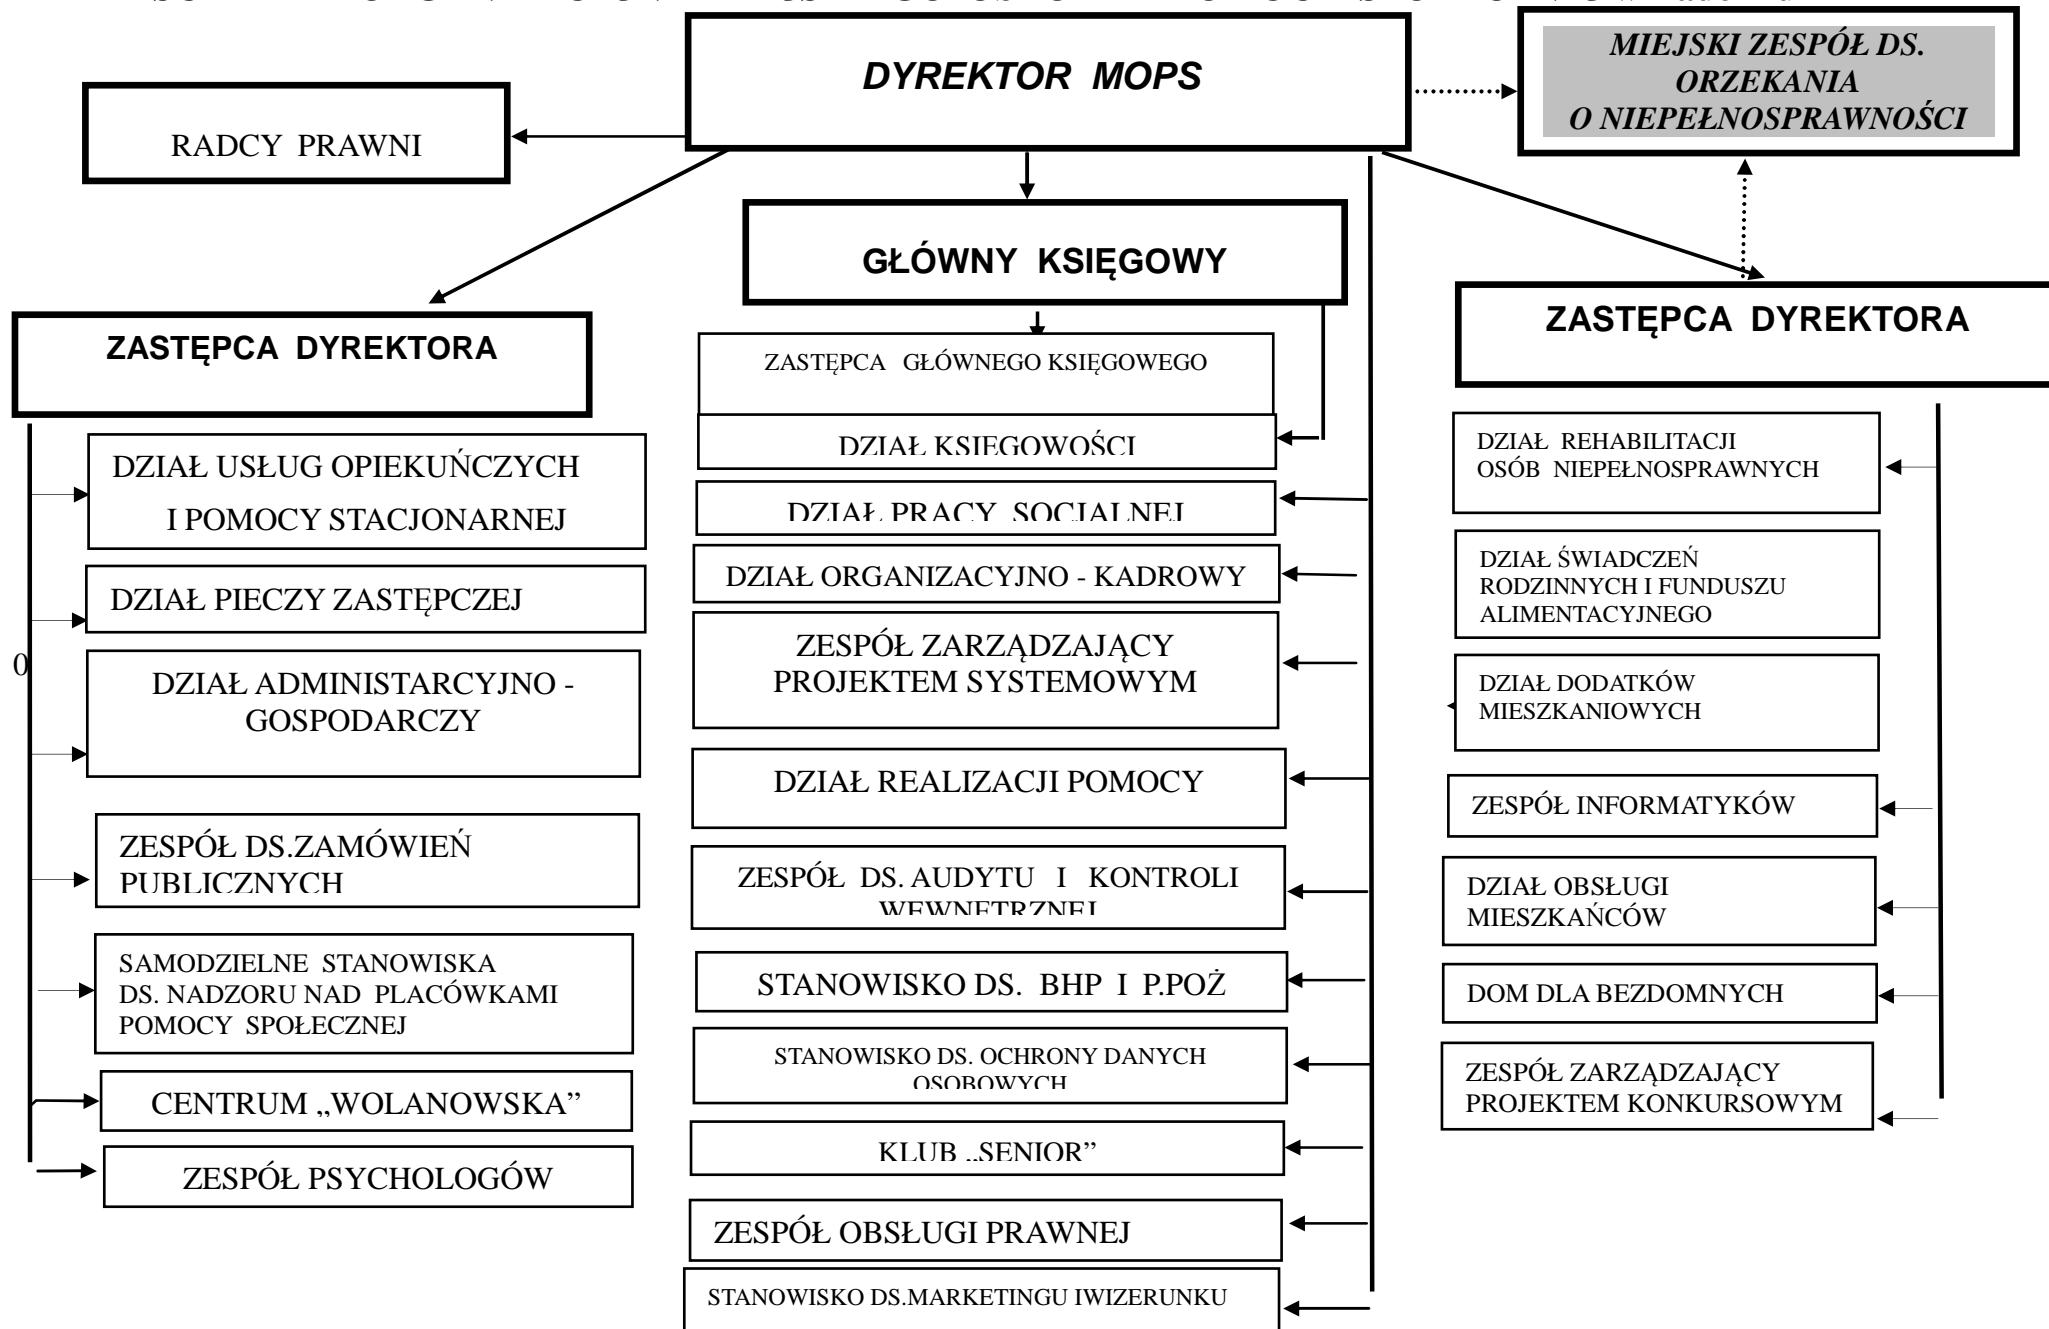 DYREKTOR MOPS
MIEJSKI ZESPÓŁ DS.
ORZEKANIA
O NIEPEŁNOSPRAWNOŚCI
RADCY PRAWNI
GŁÓWNY KSIĘGOWY
ZASTĘPCA DYREKTORA
ZASTĘPCA DYREKTORA
DZIAŁ USŁUG OPIEKUŃCZYCH
I POMOCY STACJONARNEJ
DZIAŁ PIECZY ZASTĘPCZEJ
0
DZIAŁ ADMINISTARCYJNO -
GOSPODARCZY
ZESPÓŁ DS.ZAMÓWIEŃ
PUBLICZNYCH
SAMODZIELNE STANOWISKA
DS. NADZORU NAD PLACÓWKAMI
POMOCY SPOŁECZNEJ
CENTRUM „WOLANOWSKA”
ZESPÓŁ PSYCHOLOGÓW
ZASTĘPCA GŁÓWNEGO KSIĘGOWEGO
DZIAŁ KSIĘGOWOŚCI
DZIAŁ PRACY SOCJALNEJ
DZIAŁ ORGANIZACYJNO - KADROWY
ZESPÓŁ ZARZĄDZAJĄCY
PROJEKTEM SYSTEMOWYM
DZIAŁ REALIZACJI POMOCY
ZESPÓŁ DS. AUDYTU I KONTROLI
WEWNETRZNEJ
STANOWISKO DS. BHP I P.POŻ
STANOWISKO DS. OCHRONY DANYCH
OSOBOWYCH
KLUB „SENIOR”
ZESPÓŁ OBSŁUGI PRAWNEJ
STANOWISKO DS.MARKETINGU IWIZERUNKU
DZIAŁ REHABILITACJI
OSÓB NIEPEŁNOSPRAWNYCH
DZIAŁ ŚWIADCZEŃ
RODZINNYCH I FUNDUSZU
ALIMENTACYJNEGO
DZIAŁ DODATKÓW
MIESZKANIOWYCH
ZESPÓŁ INFORMATYKÓW
DZIAŁ OBSŁUGI
MIESZKAŃCÓW
DOM DLA BEZDOMNYCH
ZESPÓŁ ZARZĄDZAJĄCY
PROJEKTEM KONKURSOWYM